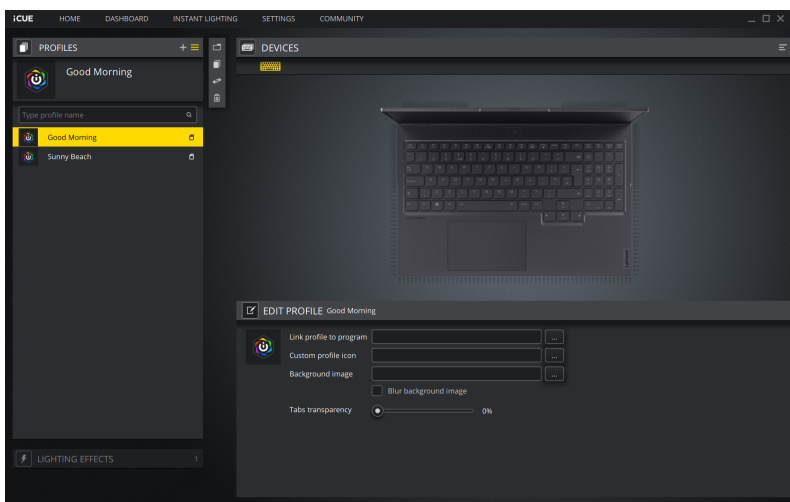 iCUE HOME DASHBOARD INSTANT LIGHTING SETTINGS COMMUNITY
PROFILES
DEVICES
Good Morning
Type profile name
Good Morning
Sunny Beach
EDIT PROFILE Good Morning
Link profile to program ...
Custom profile icon ...
Background image ...
Blur background image
Tabs transparency 0%
LIGHTING EFFECTS 1